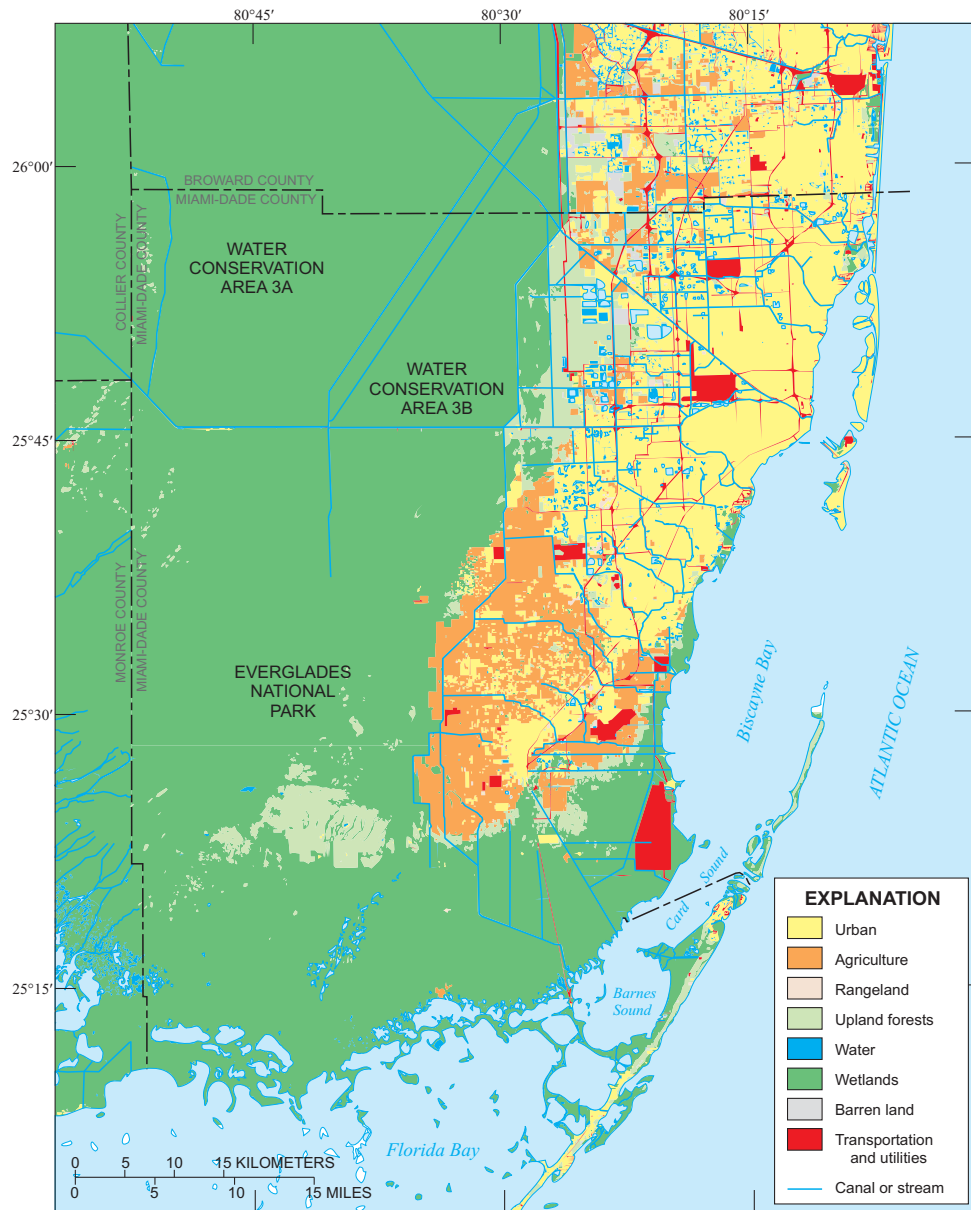 80°45′ 80°30′ 80°15′
26°00′
BROWARD COUNTY
MIAMI-DADE COUNTY
COLLIER COUNTY
MIAMI-DADE COUNTY
WATER
CONSERVATION
AREA 3A
WATER
CONSERVATION
AREA 3B
25°45′
MONROE COUNTY
MIAMI-DADE COUNTY
EVERGLADES
NATIONAL
PARK
25°30′
Biscayne Bay
ATLANTIC OCEAN
Card Sound
25°15′
Barnes
Sound
Florida Bay
0 5 10 15 KILOMETERS
0 5 10 15 MILES
EXPLANATION
Urban
Agriculture
Rangeland
Upland forests
Water
Wetlands
Barren land
Transportation
and utilities
Canal or stream